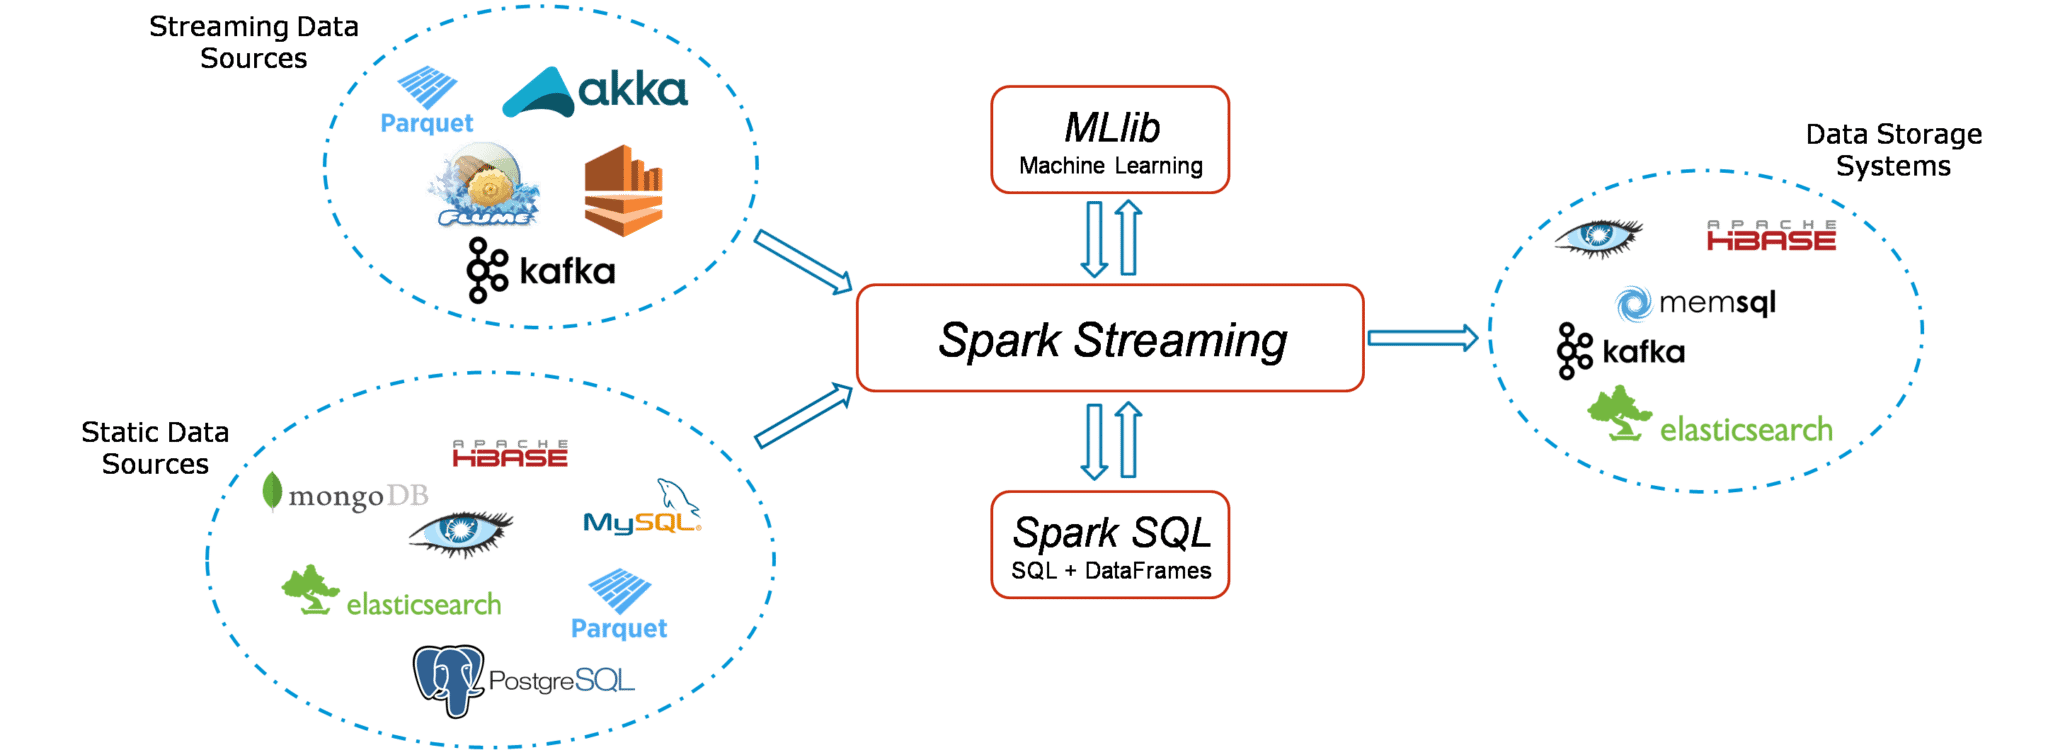 Streaming Data
Sources
Parquet
akka
FLUME
kafka
Static Data
Sources
APACHE
HBASE
mongoDB
MySQL®
elasticsearch
Parquet
PostgreSQL
MLlib
Machine Learning
Spark Streaming
Spark SQL
SQL + DataFrames
Data Storage
Systems
APACHE
HBASE
memsql
kafka
elasticsearch